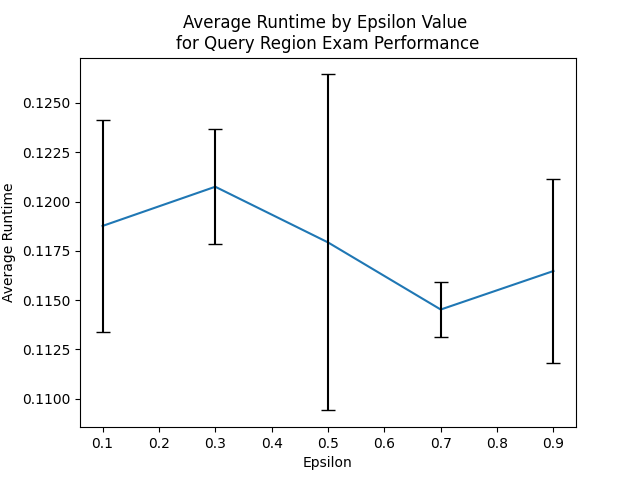 Average Runtime by Epsilon Value
for Query Region Exam Performance
0.1250
0.1225
0.1200
0.1175
0.1150
0.1125
0.1100
Average Runtime
0.1 0.2 0.3 0.4 0.5 0.6 0.7 0.8 0.9
Epsilon